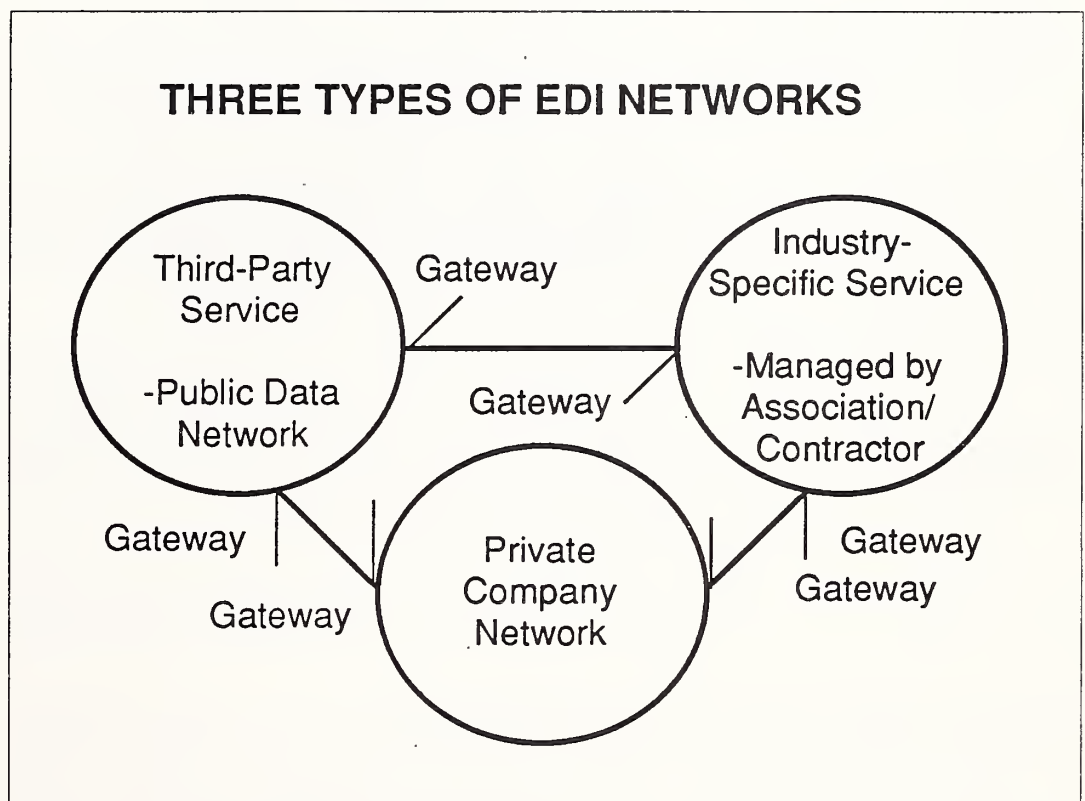 THREE TYPES OF EDI NETWORKS
Third-Party
Service
-Public Data
Network
Gateway
Gateway
Industry-
Specific Service
-Managed by
Association/
Contractor
Gateway
Gateway
Private
Company
Network
Gateway
Gateway